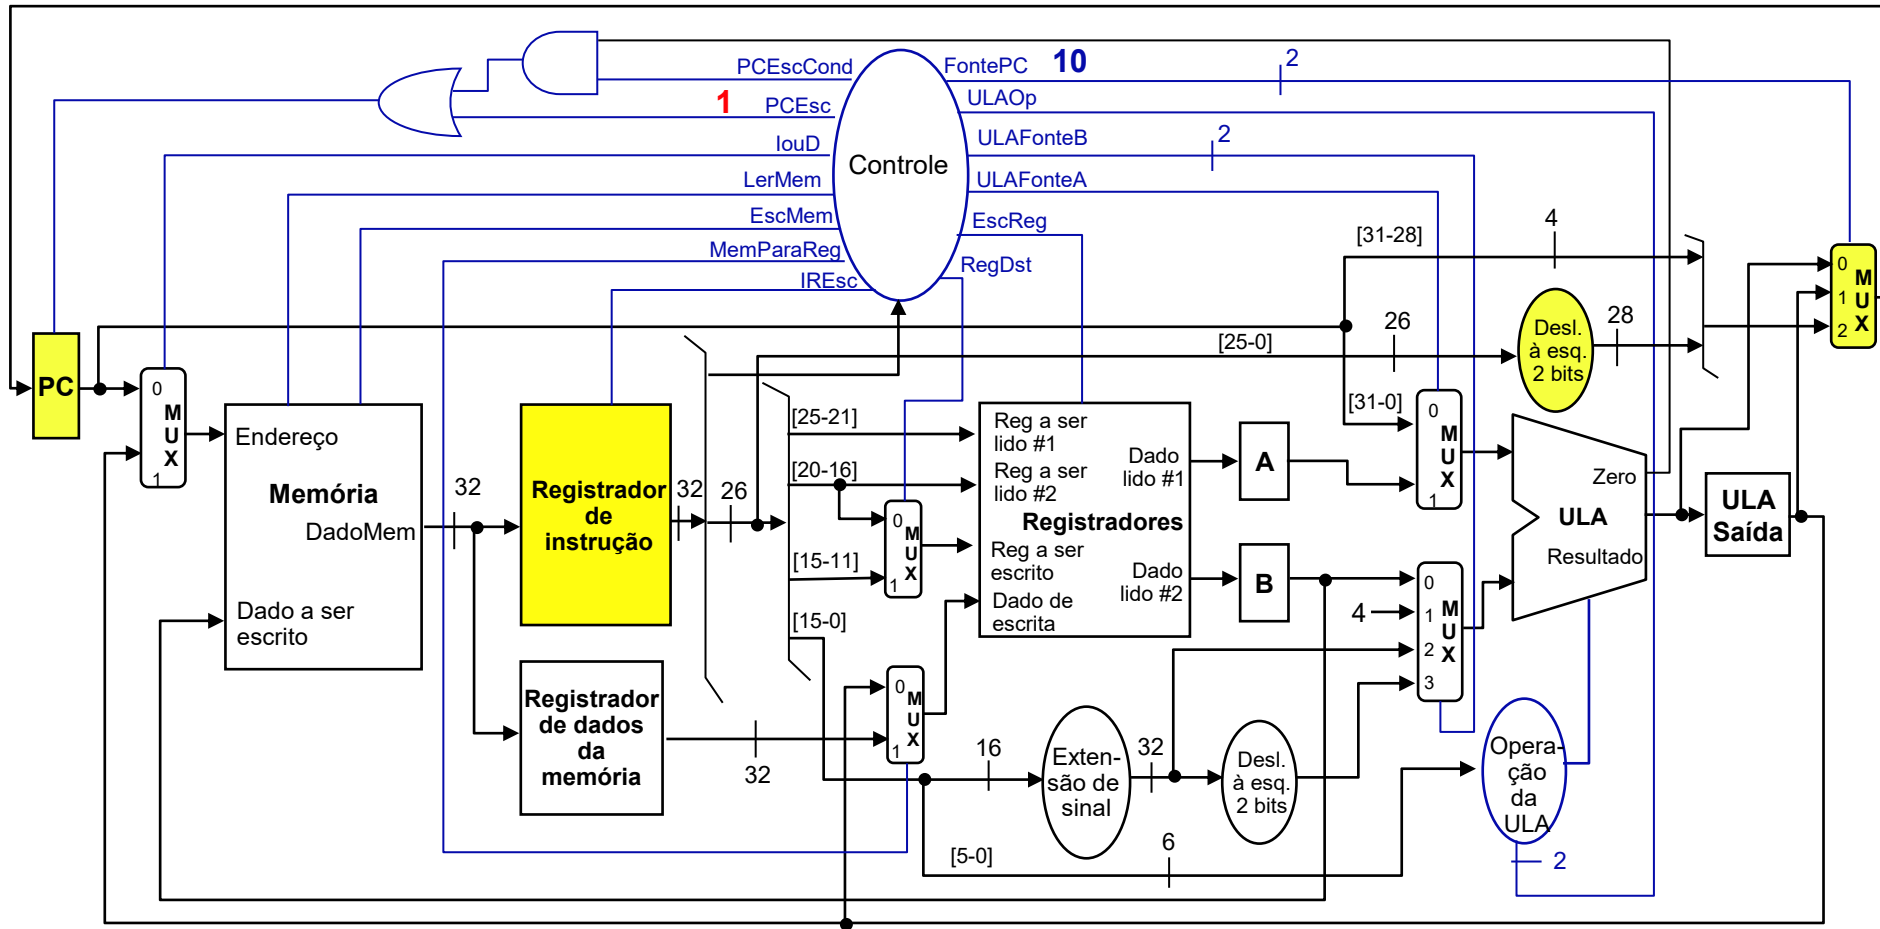 PCEscCond
FontePC
10
2
1
PCEsc
ULAOp
IouD
ULAFonteB
2
Controle
LerMem
ULAFonteA
EscMem
EscReg
MemParaReg
RegDst
IREsc
[31-28]
4
0
1
2
M
U
X
[25-0]
26
Desl.
à esq.
2 bits
28
PC
0
M
U
X
1
Endereço
Memória
DadoMem
Dado a ser
escrito
32
Registrador
de
instrução
32
26
[25-21]
[20-16]
[15-11]
[15-0]
0
M
U
X
1
Reg a ser
lido #1
Reg a ser
lido #2
Registradores
Reg a ser
escrito
Dado de
escrita
Dado
lido #1
Dado
lido #2
A
B
[31-0]
0
M
U
X
1
0
4
1
2
3
M
U
X
Zero
ULA
Resultado
ULA
Saída
Registrador
de dados
da
memória
32
0
M
U
X
1
16
Exten-
são de
sinal
32
Desl.
à esq.
2 bits
Opera-
ção
da
ULA
[5-0]
6
2